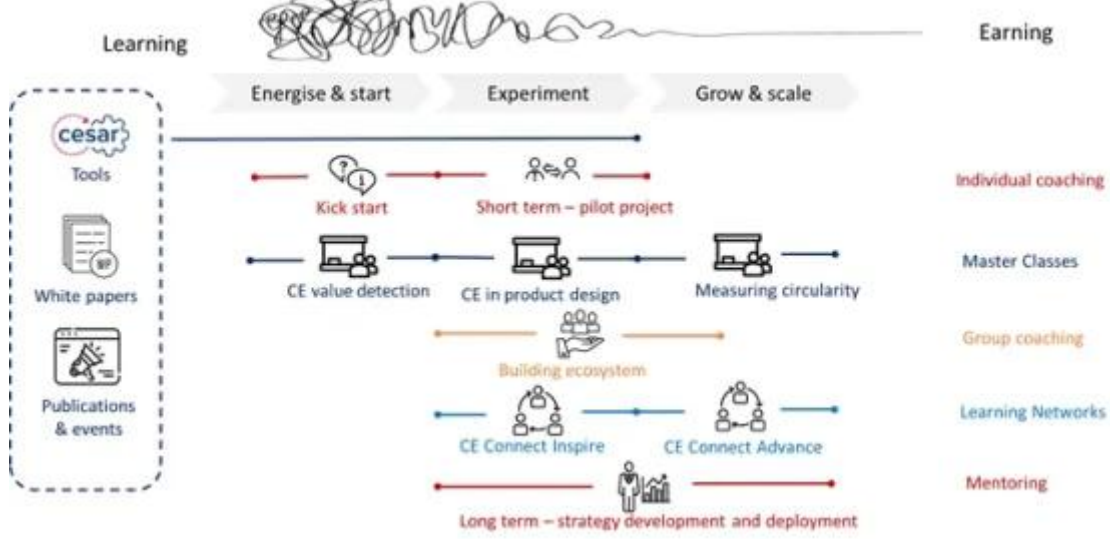 Learning
Earning
Energise & start
Experiment
Grow & scale
cesar
Tools
Kick start
Short term – pilot project
Individual coaching
White papers
CE value detection
CE in product design
Measuring circularity
Master Classes
Building ecosystem
Group coaching
Publications
& events
CE Connect Inspire
CE Connect Advance
Learning Networks
Long term – strategy development and deployment
Mentoring